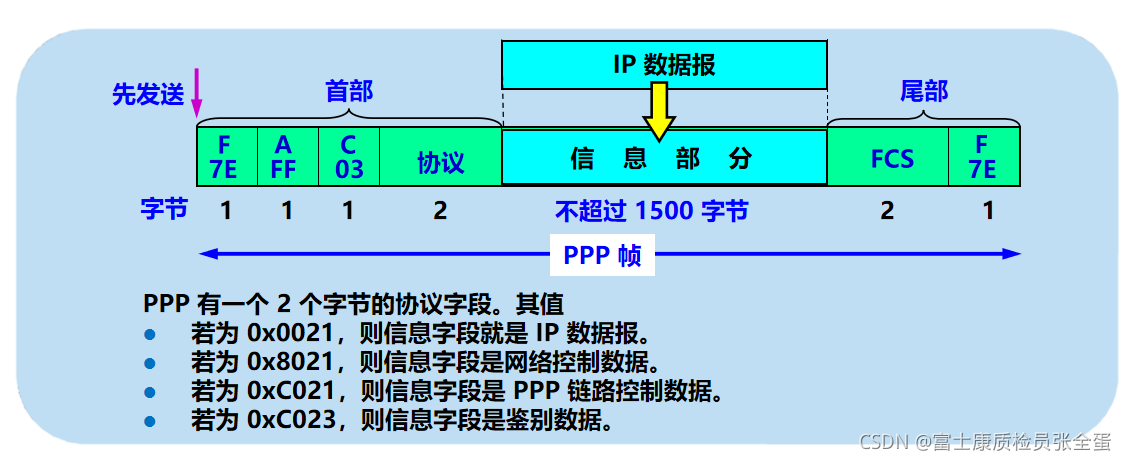 IP 数据报
先发送
首部
尾部
F A C
7E FF 03 协议 信 息 部 分 FCS F 7E
字节 1 1 1 2 不超过 1500 字节 2 1
PPP 帧
PPP 有一个 2 个字节的协议字段。其值
● 若为 0x0021，则信息字段就是 IP 数据报。
● 若为 0x8021，则信息字段是网络控制数据。
● 若为 0xC021，则信息字段是 PPP 链路控制数据。
● 若为 0xC023，则信息字段是鉴别数据。
CSDN @富士康质检员张全蛋